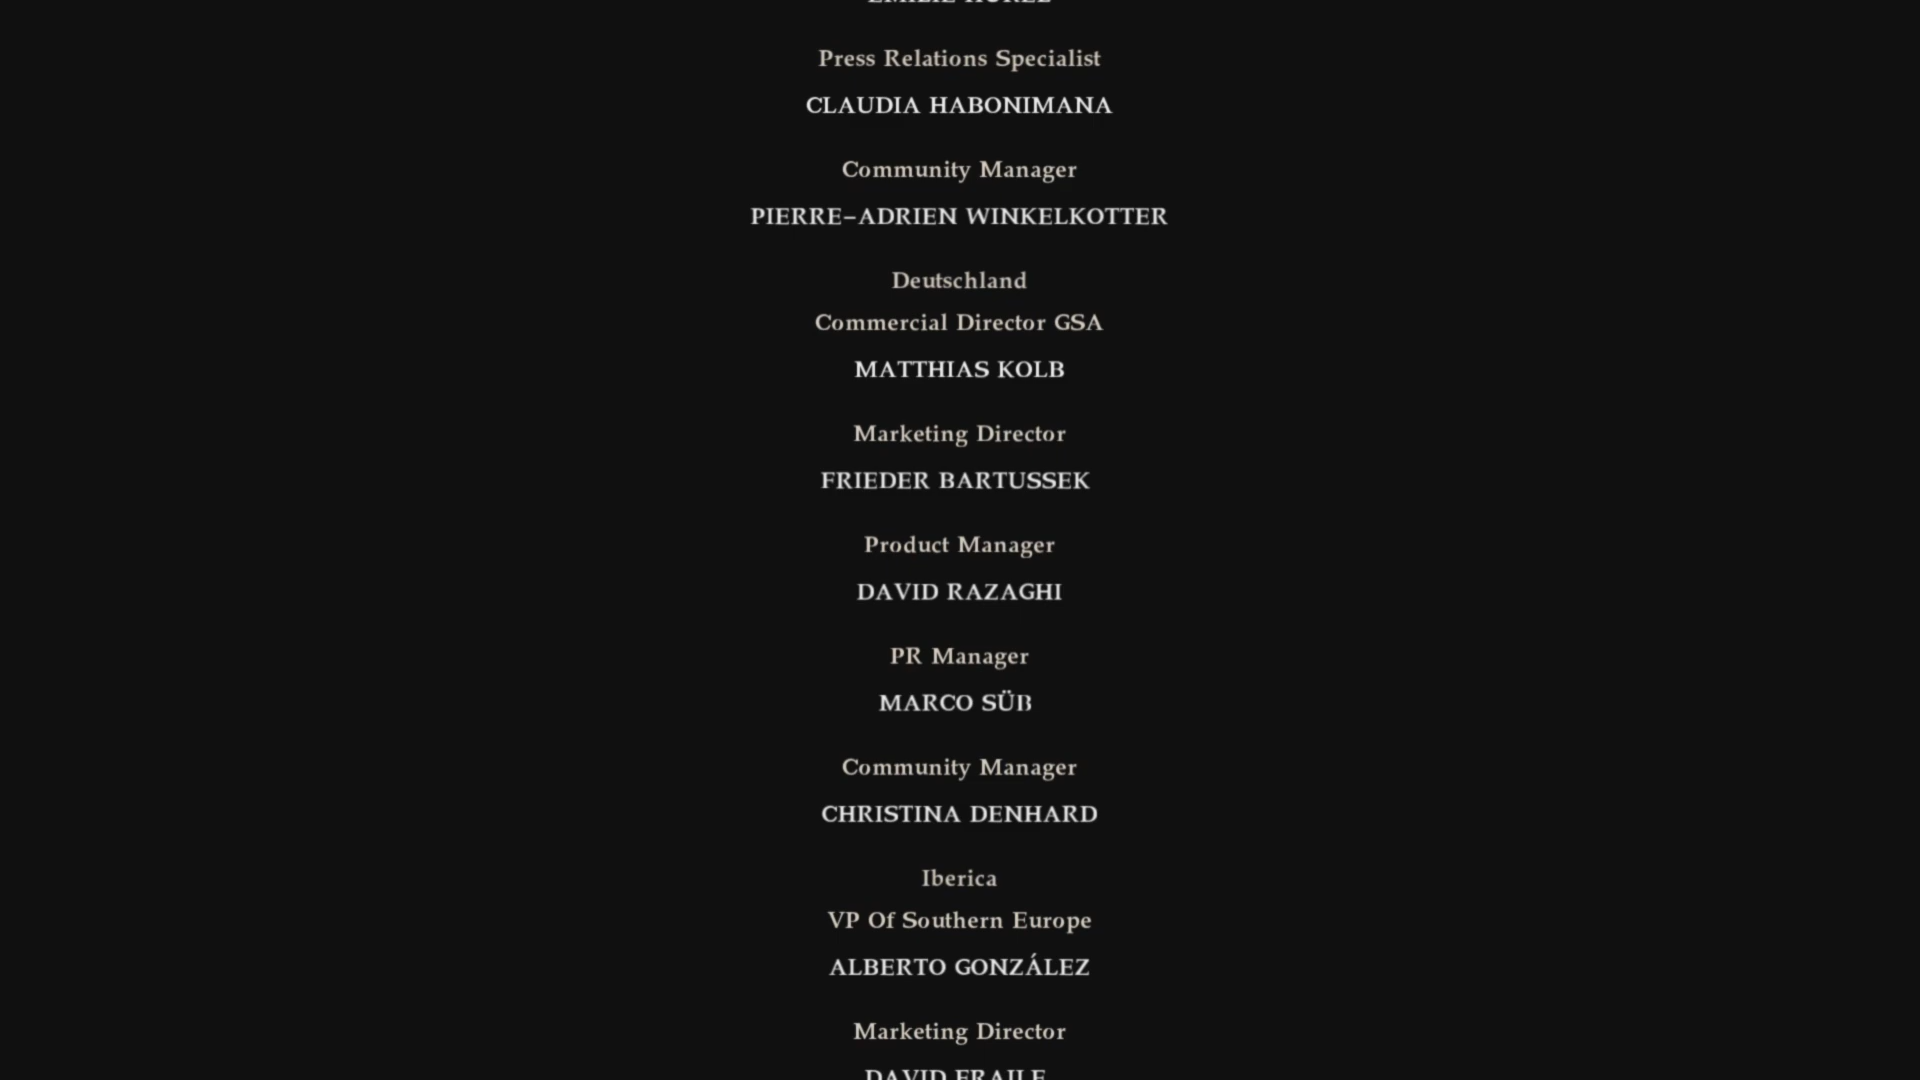 Press Relations Specialist
CLAUDIA HABONIMANA
Community Manager
PIERRE–ADRIEN WINKELKOTTER
Deutschland
Commercial Director GSA
MATTHIAS KOLB
Marketing Director
FRIEDER BARTUSSEK
Product Manager
DAVID RAZAGHI
PR Manager
MARCO SÜß
Community Manager
CHRISTINA DENHARD
Iberica
VP Of Southern Europe
ALBERTO GONZÁLEZ
Marketing Director
DAVID FRAILE